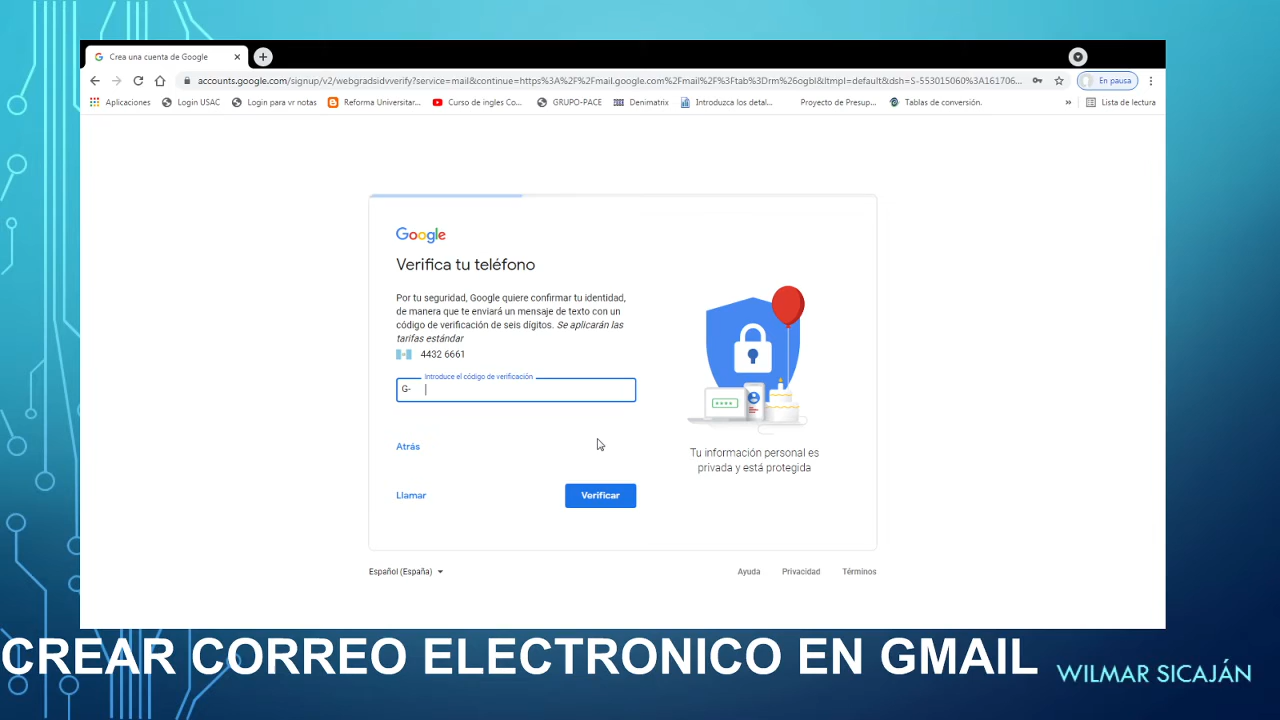 Crea una cuenta de Google
accounts.google.com/signup/v2/webgradsidvverify?service=mail&continue=https%3A%2F%2Fmail.google.com%2Fmail%2F%3Ftab%3Drm%26ogbl&ltmpl=default&dsh=S-553015060%3A161706...
En pausa
Aplicaciones
Login USAC
Login para vr notas
Reforma Universitar...
Curso de ingles Co...
GRUPO-PACE
Denimatrix
Introduzca los detal...
Proyecto de Presup...
Tablas de conversión.
»
Lista de lectura
Google
Verifica tu teléfono
Por tu seguridad, Google quiere confirmar tu identidad,
de manera que te enviará un mensaje de texto con un
código de verificación de seis dígitos. Se aplicarán las
tarifas estándar
4432 6661
Introduce el código de verificación
G-
Atrás
Llamar
Verificar
Tu información personal es
privada y está protegida
Español (España)
Ayuda
Privacidad
Términos
CREAR CORREO ELECTRONICO EN GMAIL
WILMAR SICAJÁN